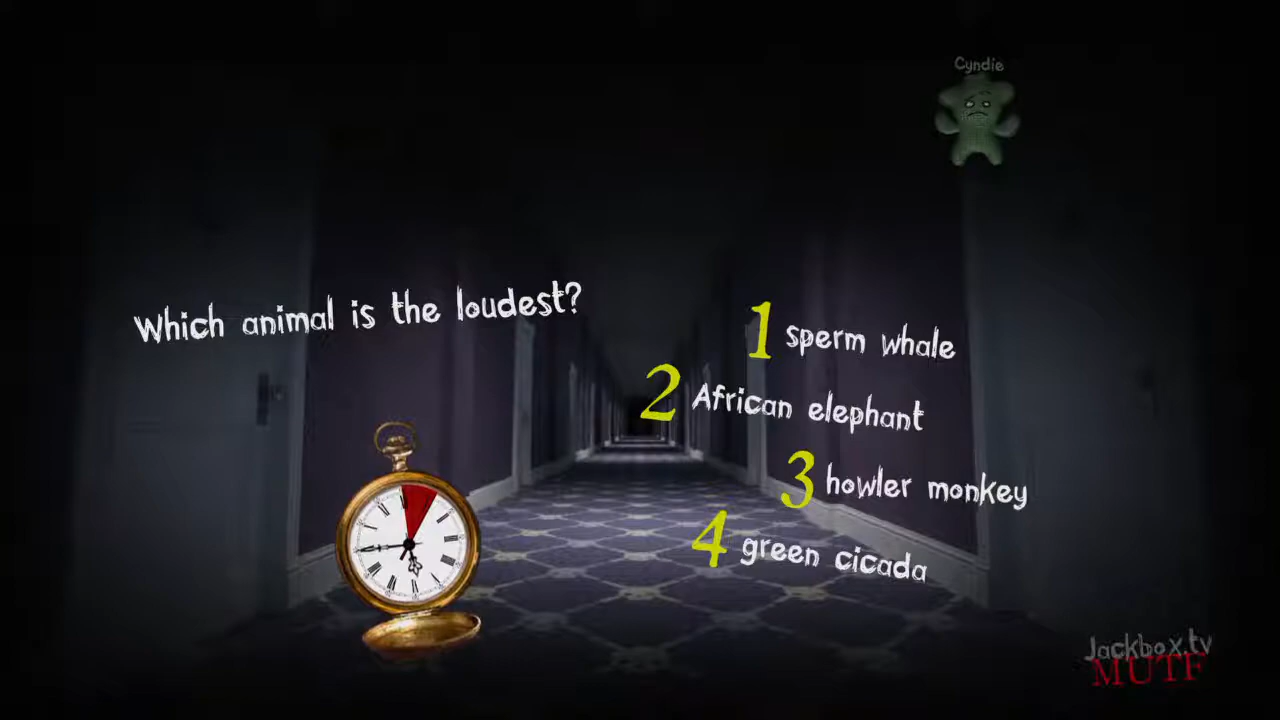 Cyndie
Which animal is the loudest?
1 sperm whale
2 African elephant
3 howler monkey
4 green cicada
Jackbox.tv
MUTF